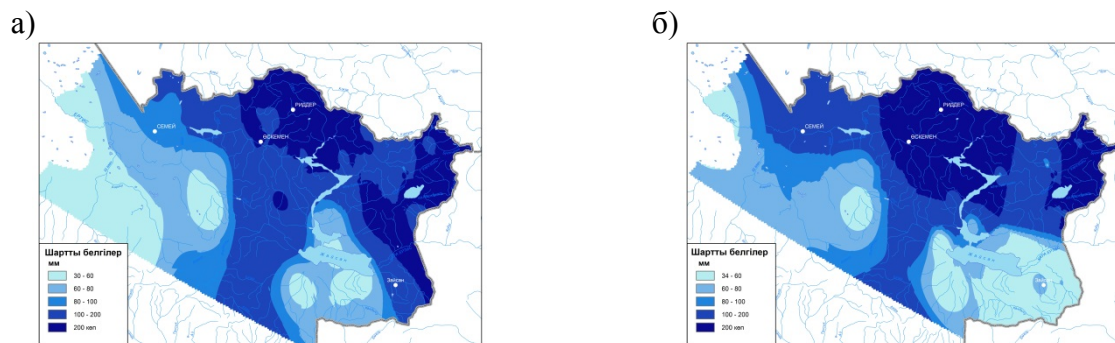 а)
б)
РИДДЕР
СЕМЕЙ
ӨСКЕМЕН
Зайсан
Шартты белгілер
мм
30 - 60
60 - 80
80 - 100
100 - 200
200 көп
РИДДЕР
СЕМЕЙ
ӨСКЕМЕН
Шартты белгілер
мм
34 - 60
60 - 80
80 - 100
100 - 200
200 көп